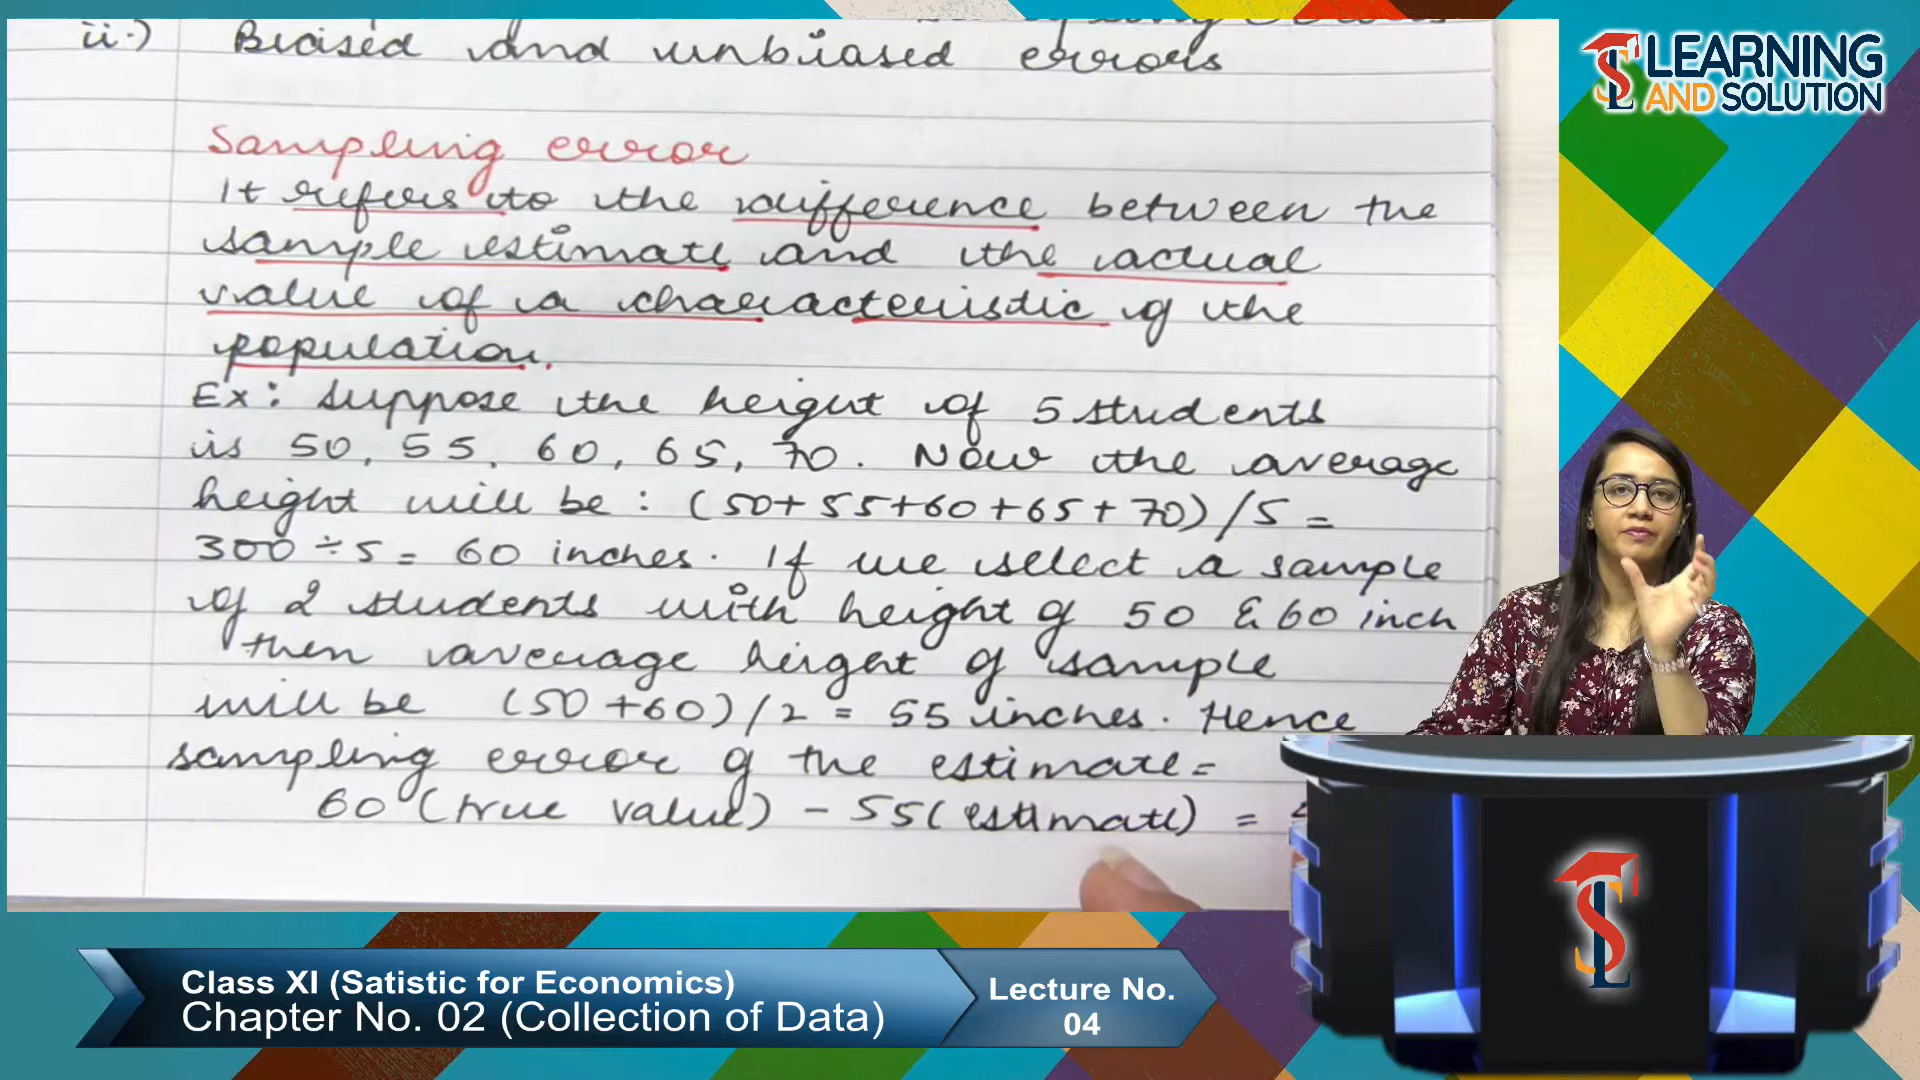 ii.) Biased and unbiased errors
Sampling error
It refers to the difference between the
sample estimate and the actual
value of a characteristic of the
population.
Ex: Suppose the height of 5 students
is 50, 55, 60, 65, 70. Now the average
height will be : (50+55+60+65+70)/5 =
300÷5 = 60 inches. If we select a sample
of 2 students with height of 50 & 60 inch
then average height of sample
will be (50+60)/2 = 55 inches. Hence
sampling error of the estimate =
60 (true value) - 55 (estimate) =
LEARNING
AND SOLUTION
Class XI (Satistic for Economics)
Chapter No. 02 (Collection of Data)
Lecture No.
04